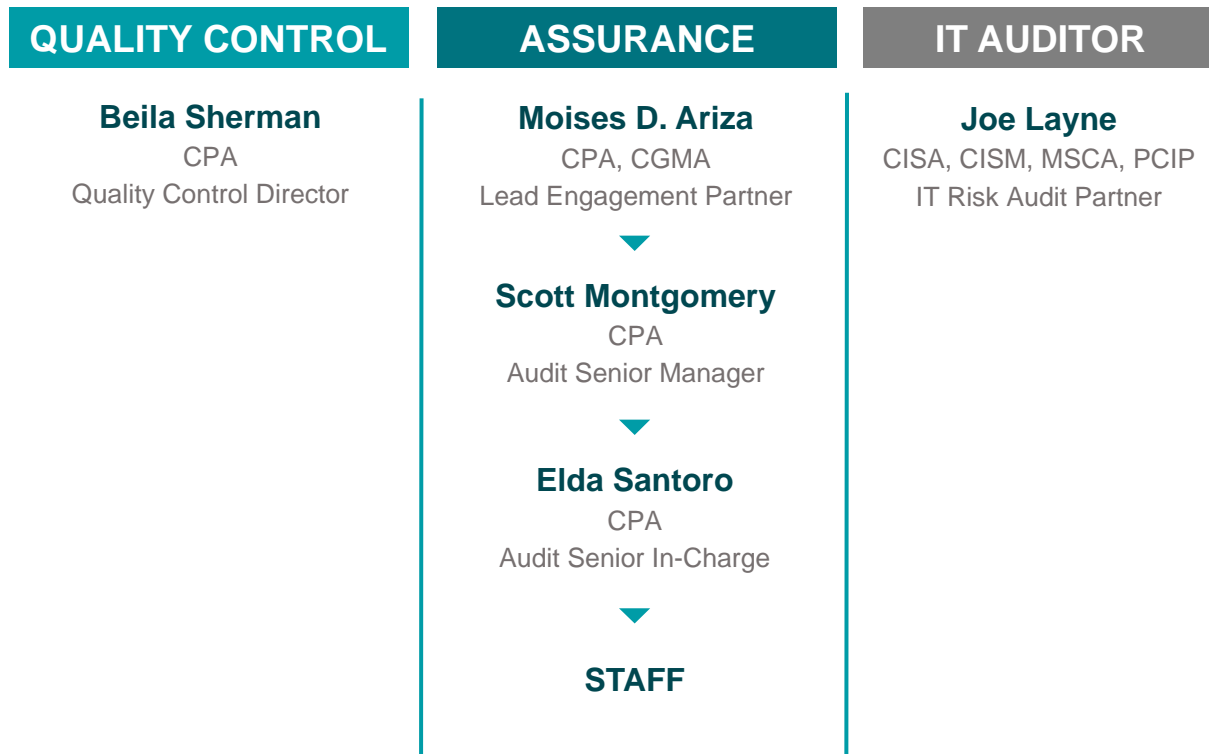 QUALITY CONTROL
Beila Sherman
CPA
Quality Control Director
ASSURANCE
Moises D. Ariza
CPA, CGMA
Lead Engagement Partner
Scott Montgomery
CPA
Audit Senior Manager
Elda Santoro
CPA
Audit Senior In-Charge
STAFF
IT AUDITOR
Joe Layne
CISA, CISM, MSCA, PCIP
IT Risk Audit Partner